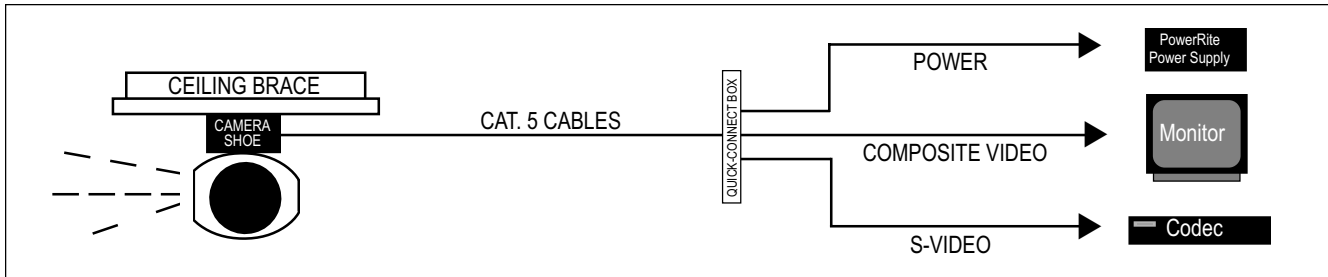 CEILING BRACE
CAMERA
SHOE
CAT. 5 CABLES
QUICK-CONNECT BOX
POWER
PowerRite
Power Supply
COMPOSITE VIDEO
Monitor
S-VIDEO
Codec